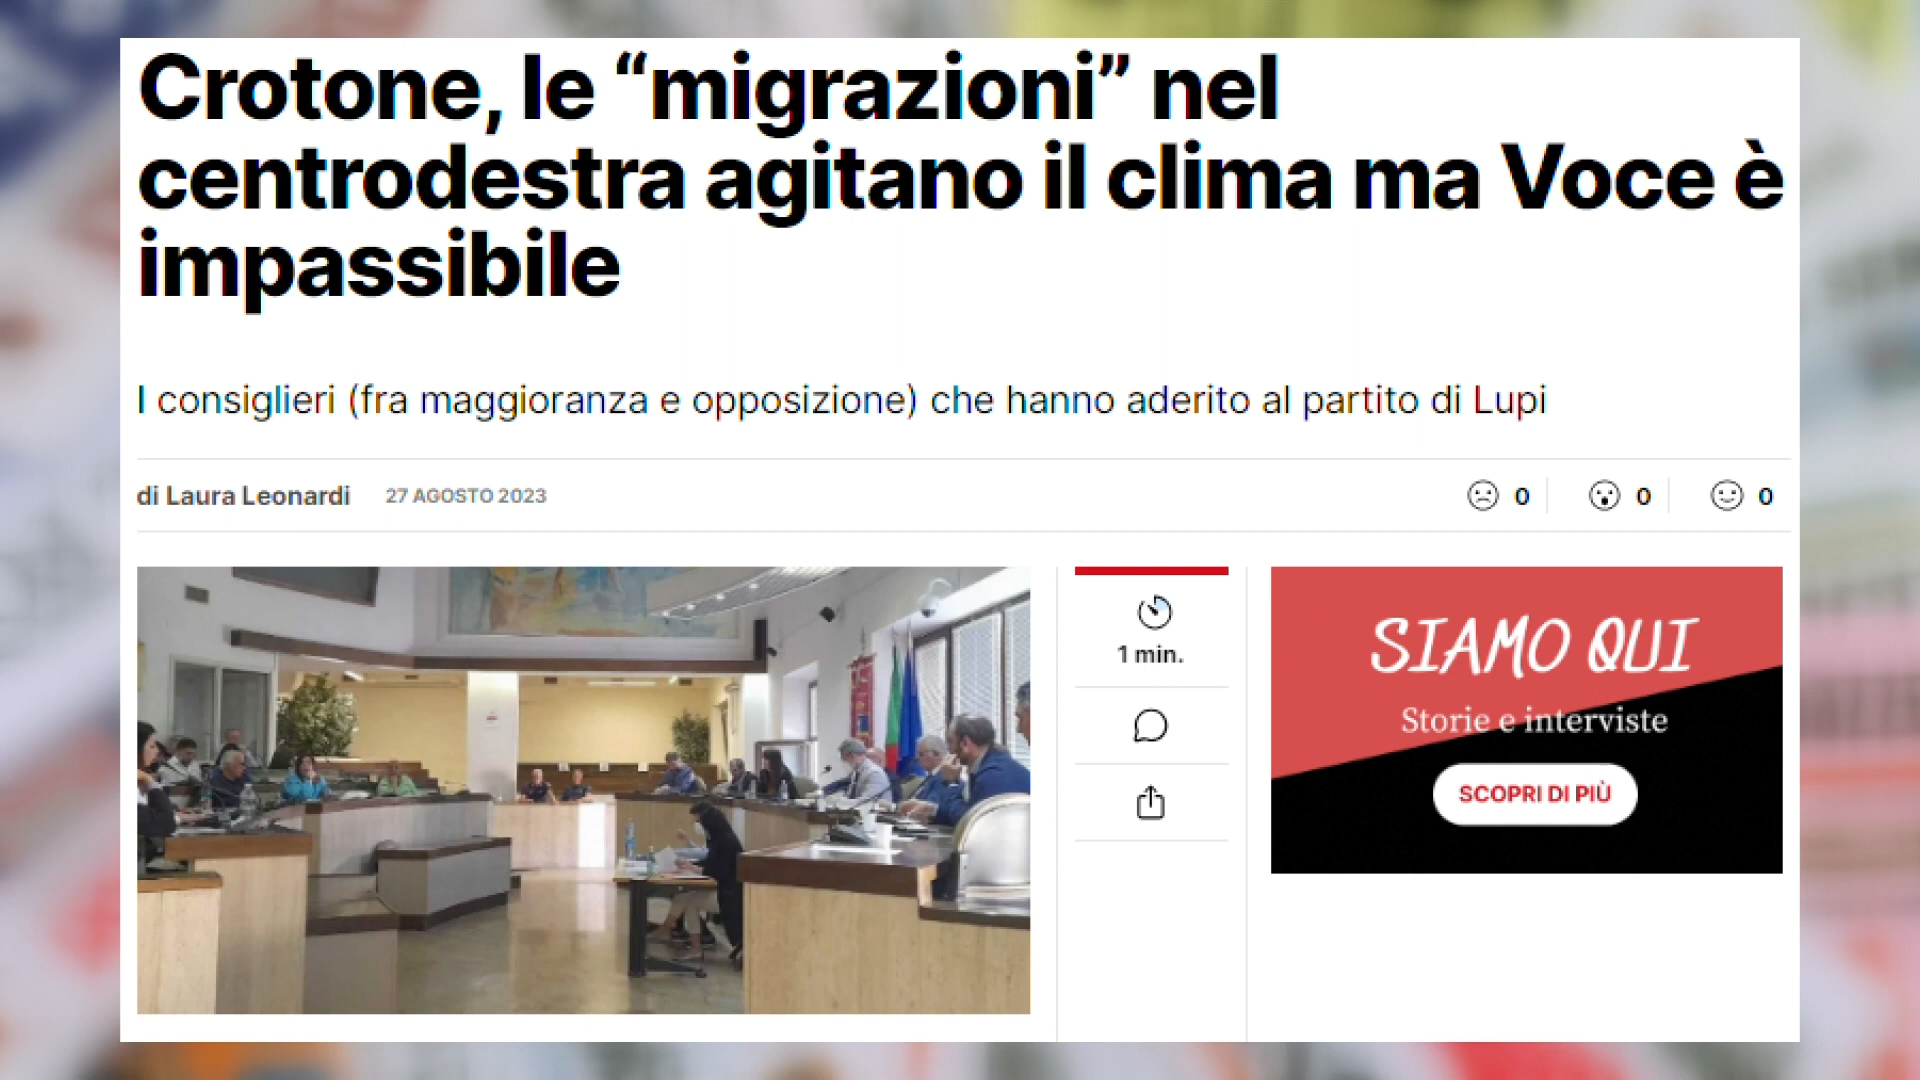 Crotone, le “migrazioni” nel
centrodestra agitano il clima ma Voce è
impassibile
I consiglieri (fra maggioranza e opposizione) che hanno aderito al partito di Lupi
di Laura Leonardi 27 AGOSTO 2023
0 0 0
1 min.
SIAMO QUI
Storie e interviste
SCOPRI DI PIÙ